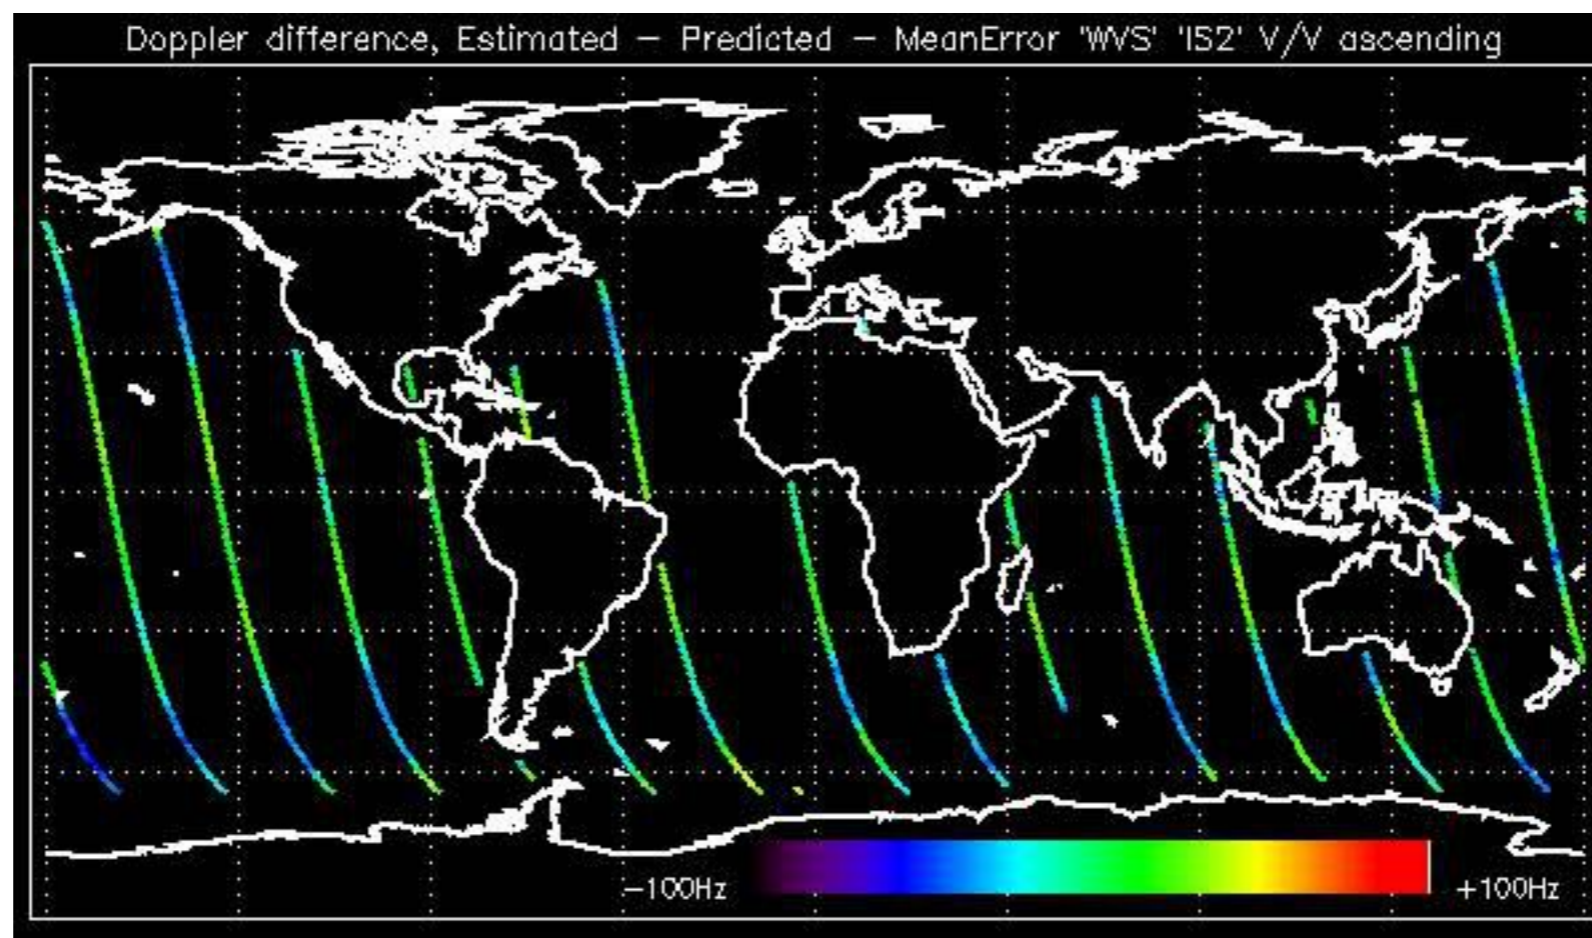 Doppler difference, Estimated – Predicted – MeanError 'WVS' 'IS2' V/V ascending
–100Hz +100Hz